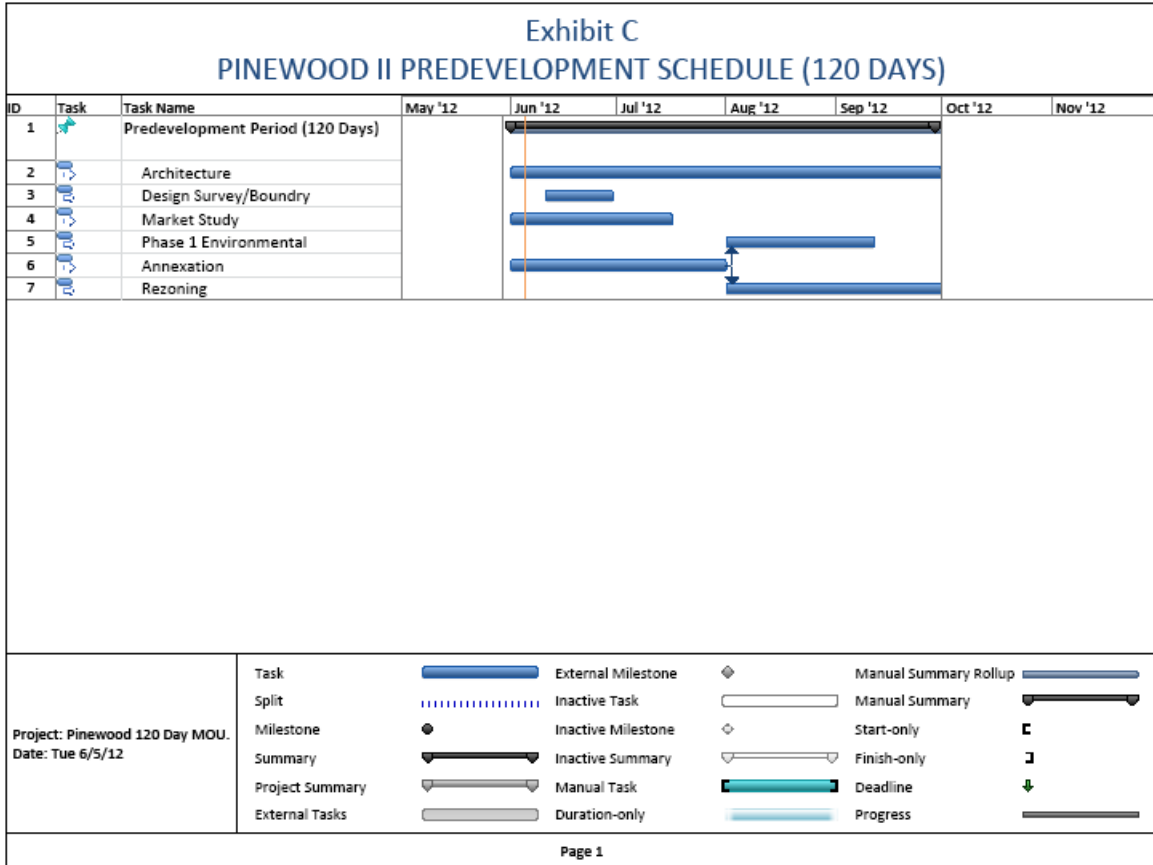 Exhibit C
PINEWOOD II PREDEVELOPMENT SCHEDULE (120 DAYS)
ID Task Task Name May '12 Jun '12 Jul '12 Aug '12 Sep '12 Oct '12 Nov '12
1 Predevelopment Period (120 Days)
2 Architecture
3 Design Survey/Boundry
4 Market Study
5 Phase 1 Environmental
6 Annexation
7 Rezoning
Project: Pinewood 120 Day MOU.
Date: Tue 6/5/12
Task External Milestone Manual Summary Rollup
Split Inactive Task Manual Summary
Milestone Inactive Milestone Start-only
Summary Inactive Summary Finish-only
Project Summary Manual Task Deadline
External Tasks Duration-only Progress
Page 1